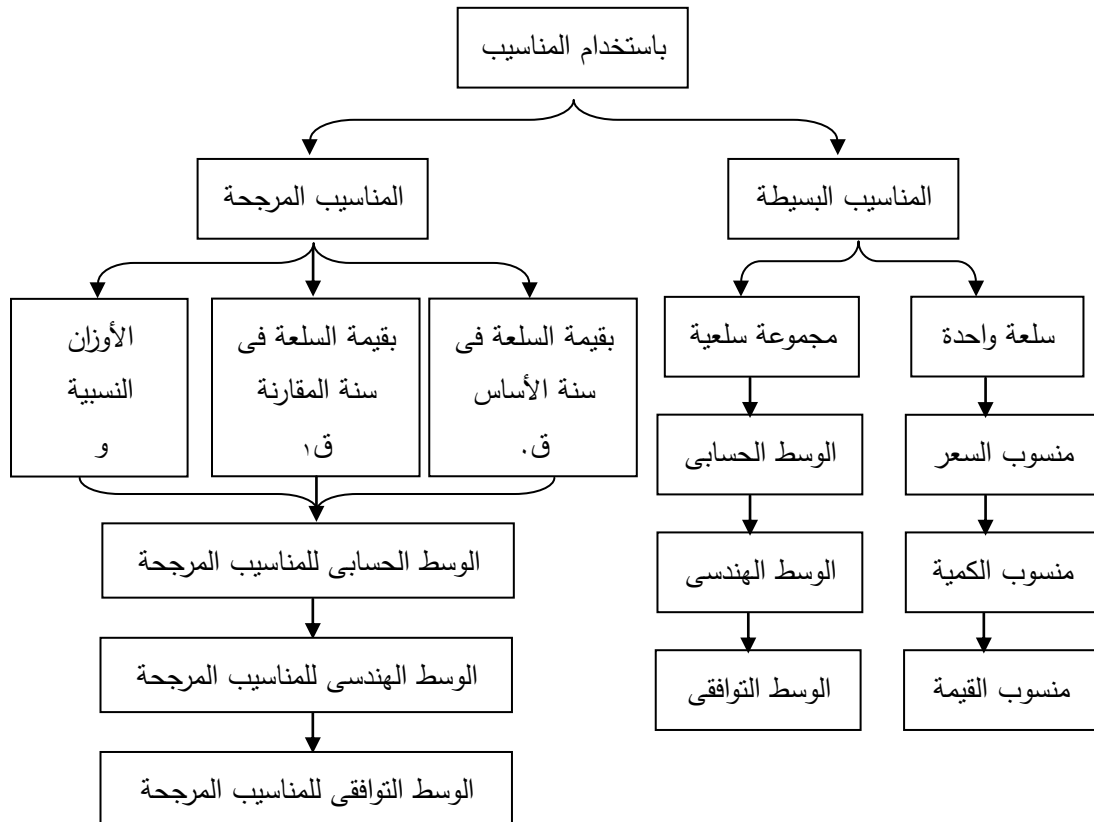 باستخدام المناسيب
المناسيب البسيطة
المناسيب المرجحة
سلعة واحدة
مجموعة سلعية
بقيمة السلعة فى
سنة الأساس
ق٠
بقيمة السلعة فى
سنة المقارنة
ق١
الأوزان
النسبية
و
منسوب السعر
الوسط الحسابى
منسوب الكمية
الوسط الهندسى
منسوب القيمة
الوسط التوافقى
الوسط الحسابى للمناسيب المرجحة
الوسط الهندسى للمناسيب المرجحة
الوسط التوافقى للمناسيب المرجحة